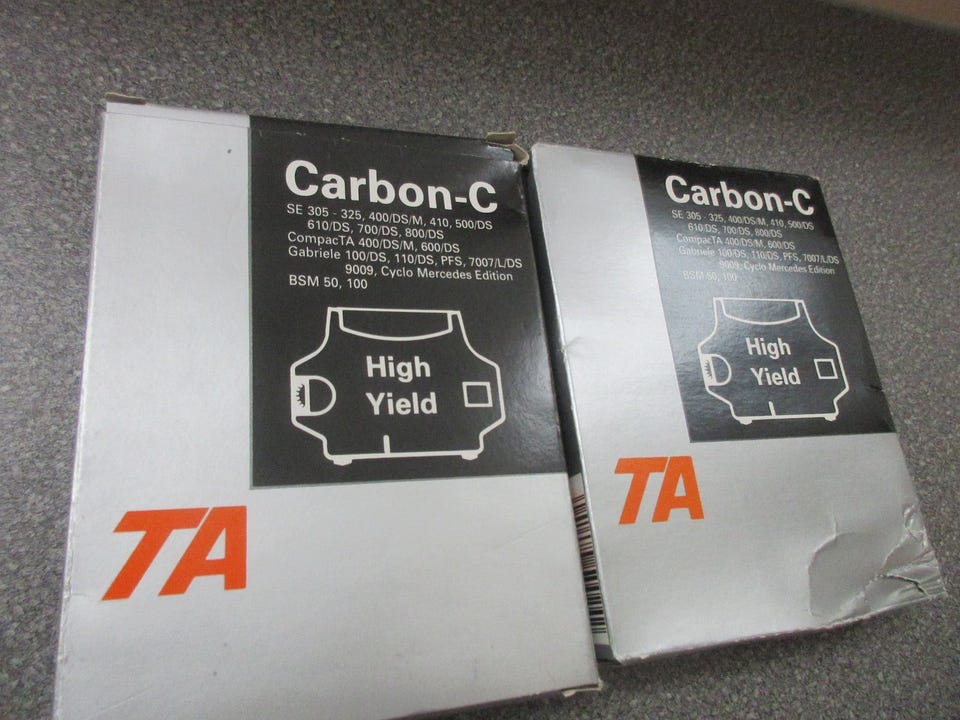 Carbon-C
SE 305 - 325, 400/DS/M, 410, 500/DS
610/DS, 700/DS, 800/DS
CompacTA 400/DS/M, 600/DS
Gabriele 100/DS, 110/DS, PFS, 7007/L/DS
9009, Cyclo Mercedes Edition
BSM 50, 100
High
Yield
TA
Carbon-C
SE 305 - 325, 400/DS/M, 410, 500/DS
610/DS, 700/DS, 800/DS
CompacTA 400/DS/M, 600/DS
Gabriele 100/DS, 110/DS, PFS, 7007/L/DS
9009, Cyclo Mercedes Edition
BSM 50, 100
High
Yield
TA